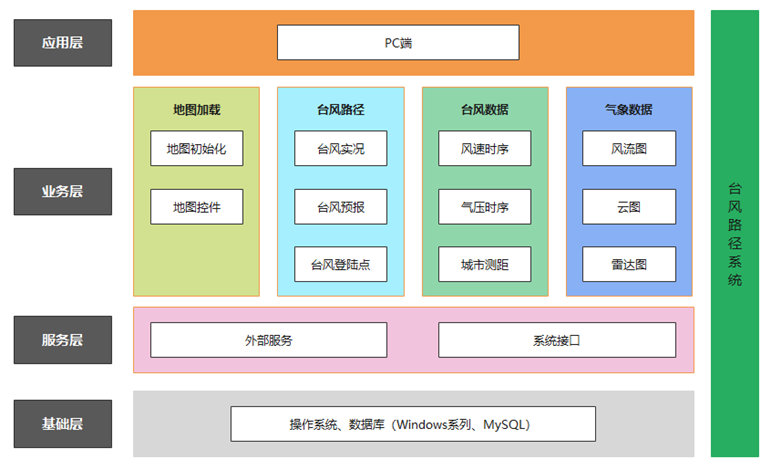 应用层
PC端
业务层
地图加载
地图初始化
地图控件
台风路径
台风实况
台风预报
台风登陆点
台风数据
风速时序
气压时序
城市测距
气象数据
风流图
云图
雷达图
服务层
外部服务
系统接口
基础层
操作系统、数据库（Windows系列、MySQL）
台风路径系统